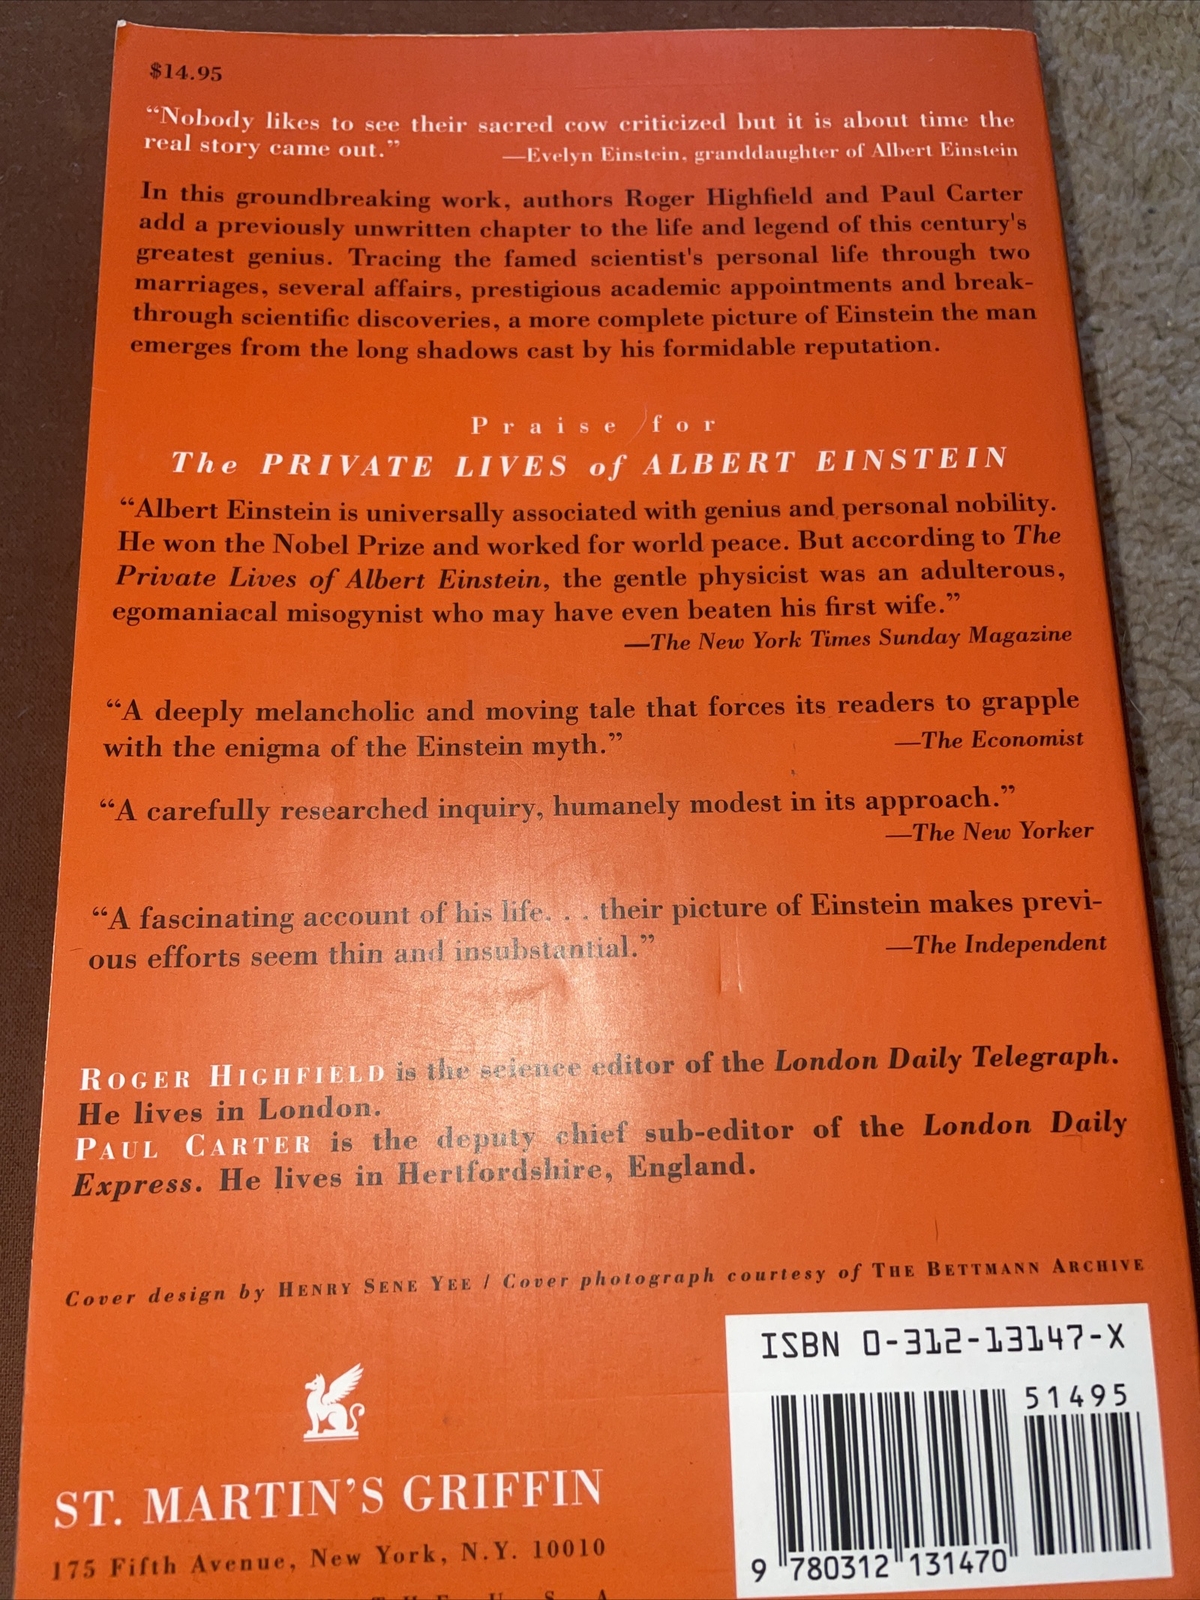 $14.95
“Nobody likes to see their sacred cow criticized but it is about time the
real story came out.” —Evelyn Einstein, granddaughter of Albert Einstein
In this groundbreaking work, authors Roger Highfield and Paul Carter
add a previously unwritten chapter to the life and legend of this century's
greatest genius. Tracing the famed scientist's personal life through two
marriages, several affairs, prestigious academic appointments and break-
through scientific discoveries, a more complete picture of Einstein the man
emerges from the long shadows cast by his formidable reputation.
Praise for
The PRIVATE LIVES of ALBERT EINSTEIN
“Albert Einstein is universally associated with genius and personal nobility.
He won the Nobel Prize and worked for world peace. But according to The
Private Lives of Albert Einstein, the gentle physicist was an adulterous,
egomaniacal misogynist who may have even beaten his first wife.”
—The New York Times Sunday Magazine
“A deeply melancholic and moving tale that forces its readers to grapple
with the enigma of the Einstein myth.” —The Economist
“A carefully researched inquiry, humanely modest in its approach.”
—The New Yorker
“A fascinating account of his life. . . their picture of Einstein makes previ-
ous efforts seem thin and insubstantial.” —The Independent
ROGER HIGHFIELD is the science editor of the London Daily Telegraph.
He lives in London.
PAUL CARTER is the deputy chief sub-editor of the London Daily
Express. He lives in Hertfordshire, England.
Cover design by HENRY SENE YEE / Cover photograph courtesy of THE BETTMANN ARCHIVE
ISBN 0-312-13147-X
51495
9 780312 131470
ST. MARTIN'S GRIFFIN
175 Fifth Avenue, New York, N.Y. 10010
THE U S A